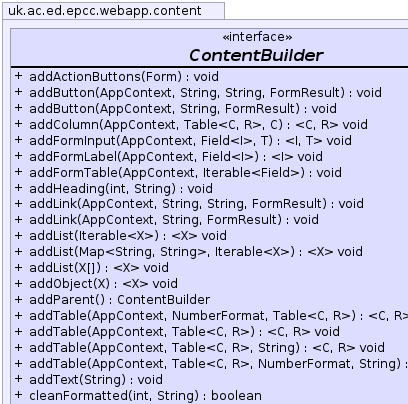 uk.ac.ed.epcc.webapp.content
«interface»
ContentBuilder
+ addActionButtons(Form) : void
+ addButton(AppContext, String, String, FormResult) : void
+ addButton(AppContext, String, FormResult) : void
+ addColumn(AppContext, Table<C, R>, C) : <C, R> void
+ addFormInput(AppContext, Field<I>, T) : <I, T> void
+ addFormLabel(AppContext, Field<I>) : <I> void
+ addFormTable(AppContext, Iterable<Field>) : void
+ addHeading(int, String) : void
+ addLink(AppContext, String, String, FormResult) : void
+ addLink(AppContext, String, FormResult) : void
+ addList(Iterable<X>) : <X> void
+ addList(Map<String, String>, Iterable<X>) : <X> void
+ addList(X[]) : <X> void
+ addObject(X) : <X> void
+ addParent() : ContentBuilder
+ addTable(AppContext, NumberFormat, Table<C, R>) : <C, R>
+ addTable(AppContext, Table<C, R>) : <C, R> void
+ addTable(AppContext, Table<C, R>, String) : <C, R> void
+ addTable(AppContext, Table<C, R>, NumberFormat, String) :
+ addText(String) : void
+ cleanFormatted(int, String) : boolean